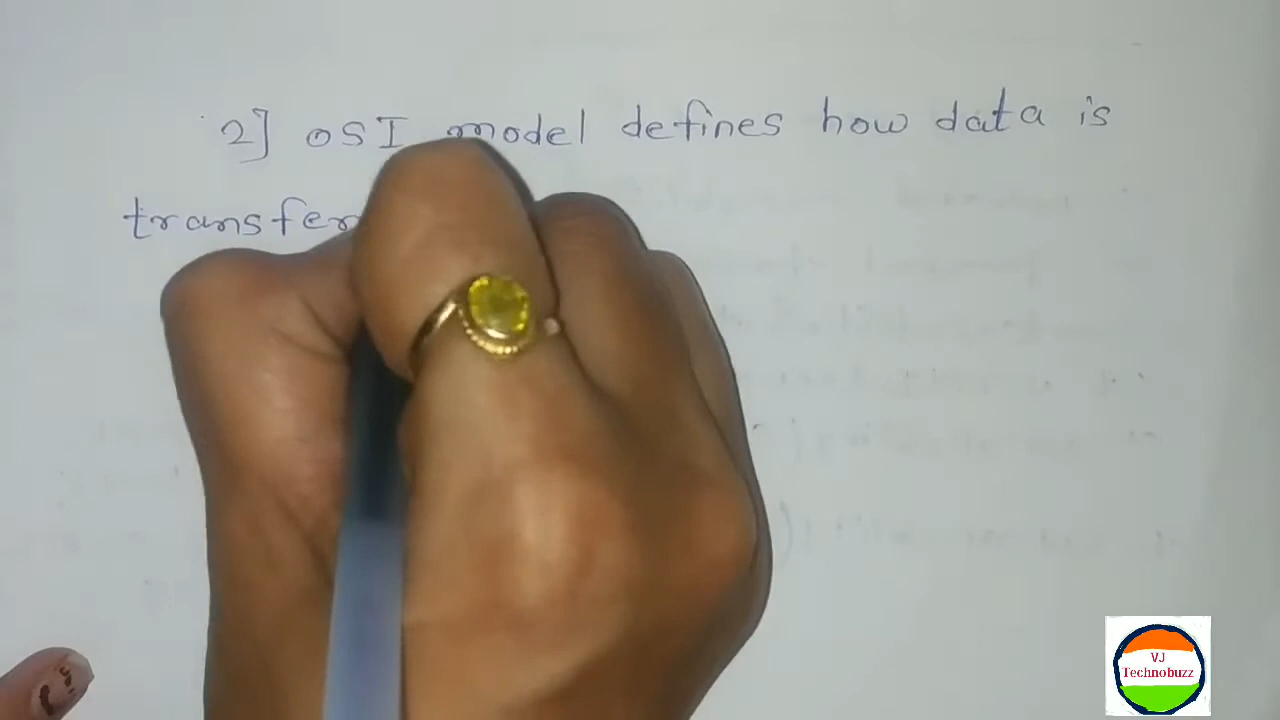 2] OSI model defines how data is
transfer
VJ
Technobuzz